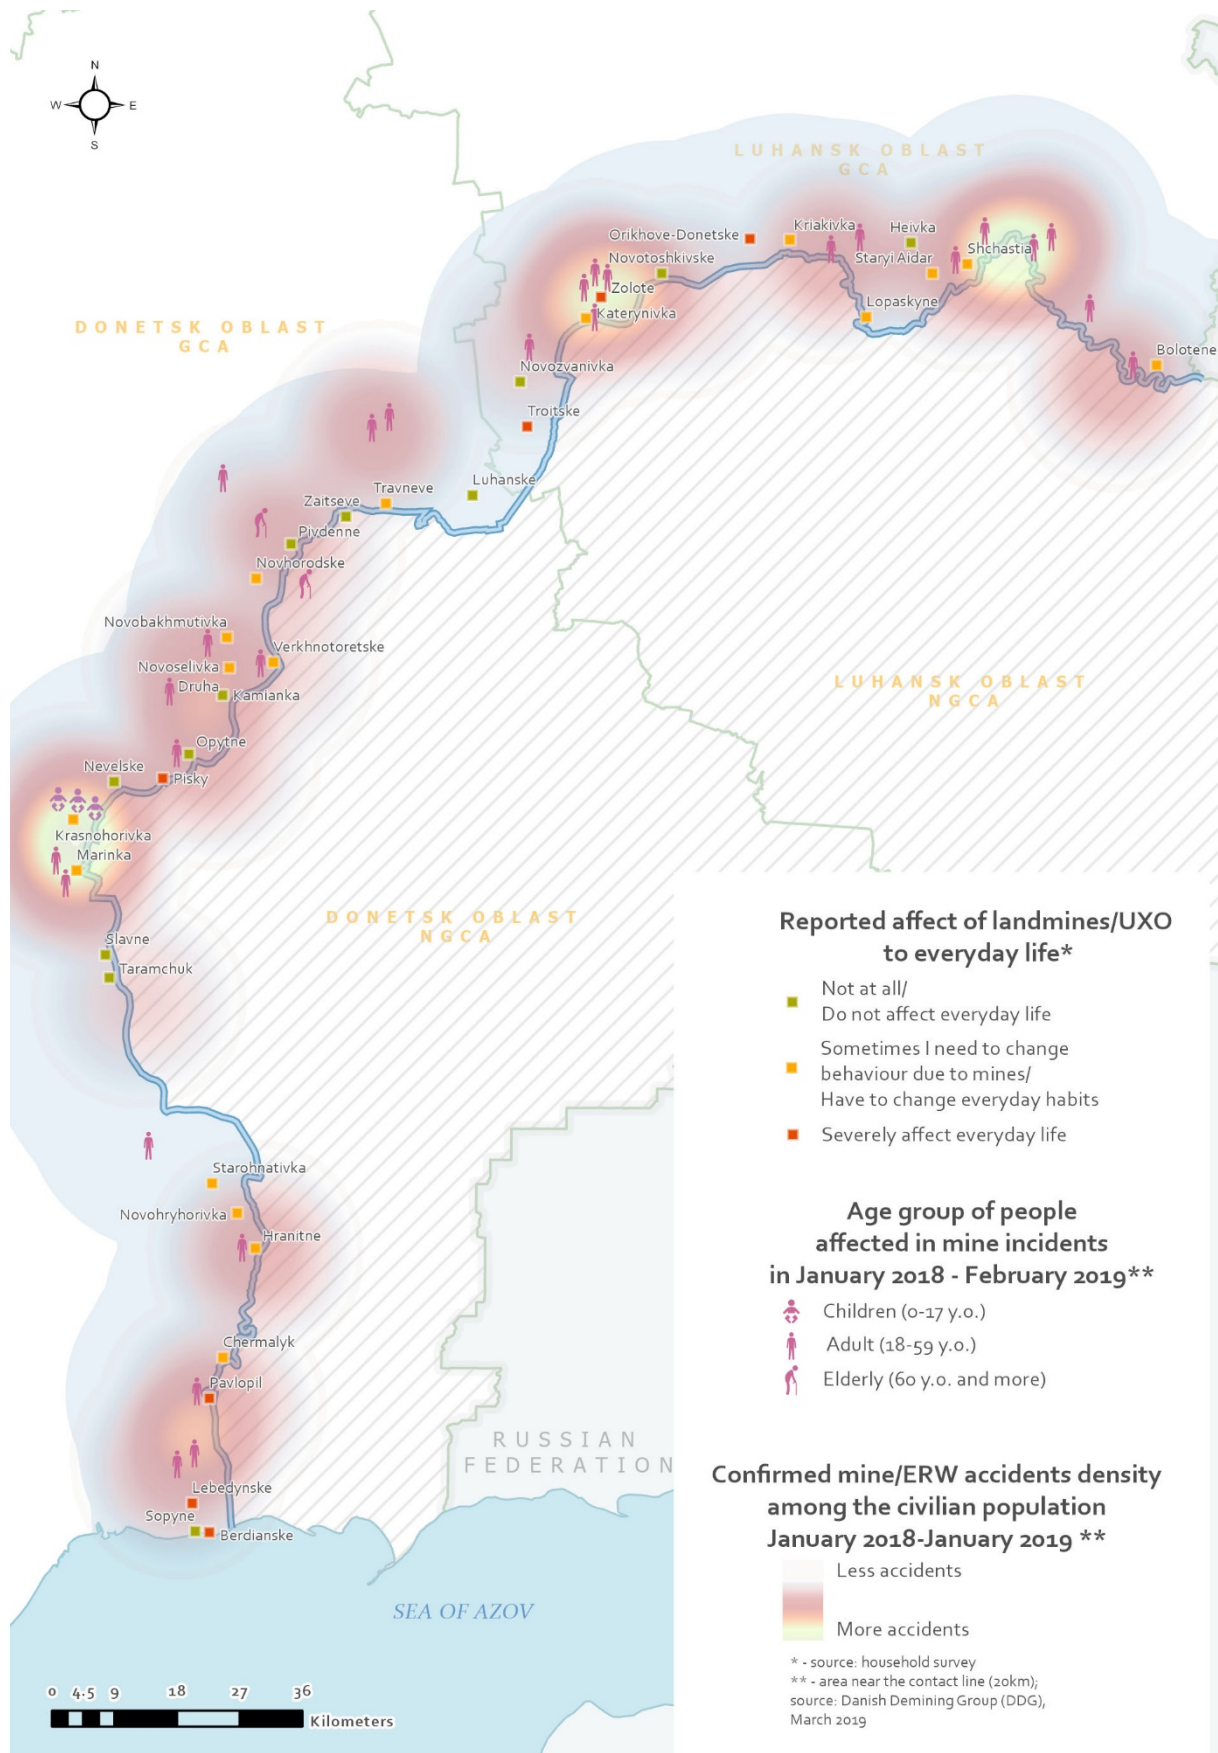 N
W
E
S
LUHANSK OBLAST
GCA
Kriakivka
Heivka
Orikhove-Donetske
Shchastia
Novotoshkivske
Staryi Aidar
Zolote
Lopaskyne
Katerynivka
DONETSK OBLAST
GCA
Bolotene
Novozvanivka
Troitske
Luhanske
Travneve
Zaitseve
Pivdenne
Novhorodske
Novobakhmutivka
Verkhnotoretske
Novoselivka
Druha
Kamianka
LUHANSK OBLAST
NGCA
Opytne
Nevelske
Pisky
Krasnohorivka
Marinka
DONETSK OBLAST
NGCA
Slavne
Taramchuk
Starohnativka
Novohryhorivka
Hranitne
Chermalyk
Pavlopil
RUSSIAN
FEDERATION
Lebedynske
Sopyne
Berdianske
SEA OF AZOV
0 4.5 9 18 27 36
Kilometers
Reported affect of landmines/UXO
to everyday life*
Not at all/
Do not affect everyday life
Sometimes I need to change
behaviour due to mines/
Have to change everyday habits
Severely affect everyday life
Age group of people
affected in mine incidents
in January 2018 - February 2019**
Children (0-17 y.o.)
Adult (18-59 y.o.)
Elderly (60 y.o. and more)
Confirmed mine/ERW accidents density
among the civilian population
January 2018-January 2019 **
Less accidents
More accidents
* - source: household survey
** - area near the contact line (20km);
source: Danish Demining Group (DDG),
March 2019